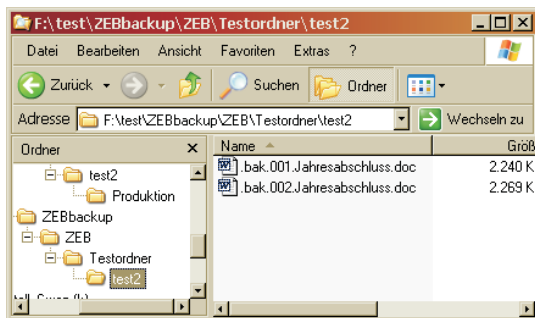 F:\test\ZEBbackup\ZEB\Testordner\test2
Datei Bearbeiten Ansicht Favoriten Extras ?
Zurück Suchen Ordner
Adresse F:\test\ZEBbackup\ZEB\Testordner\test2 Wechseln zu
Ordner x Name Größ
test2 .bak.001.Jahresabschluss.doc 2.240 K
Produktion .bak.002.Jahresabschluss.doc 2.269 K
ZEBbackup
ZEB
Testordner
test2